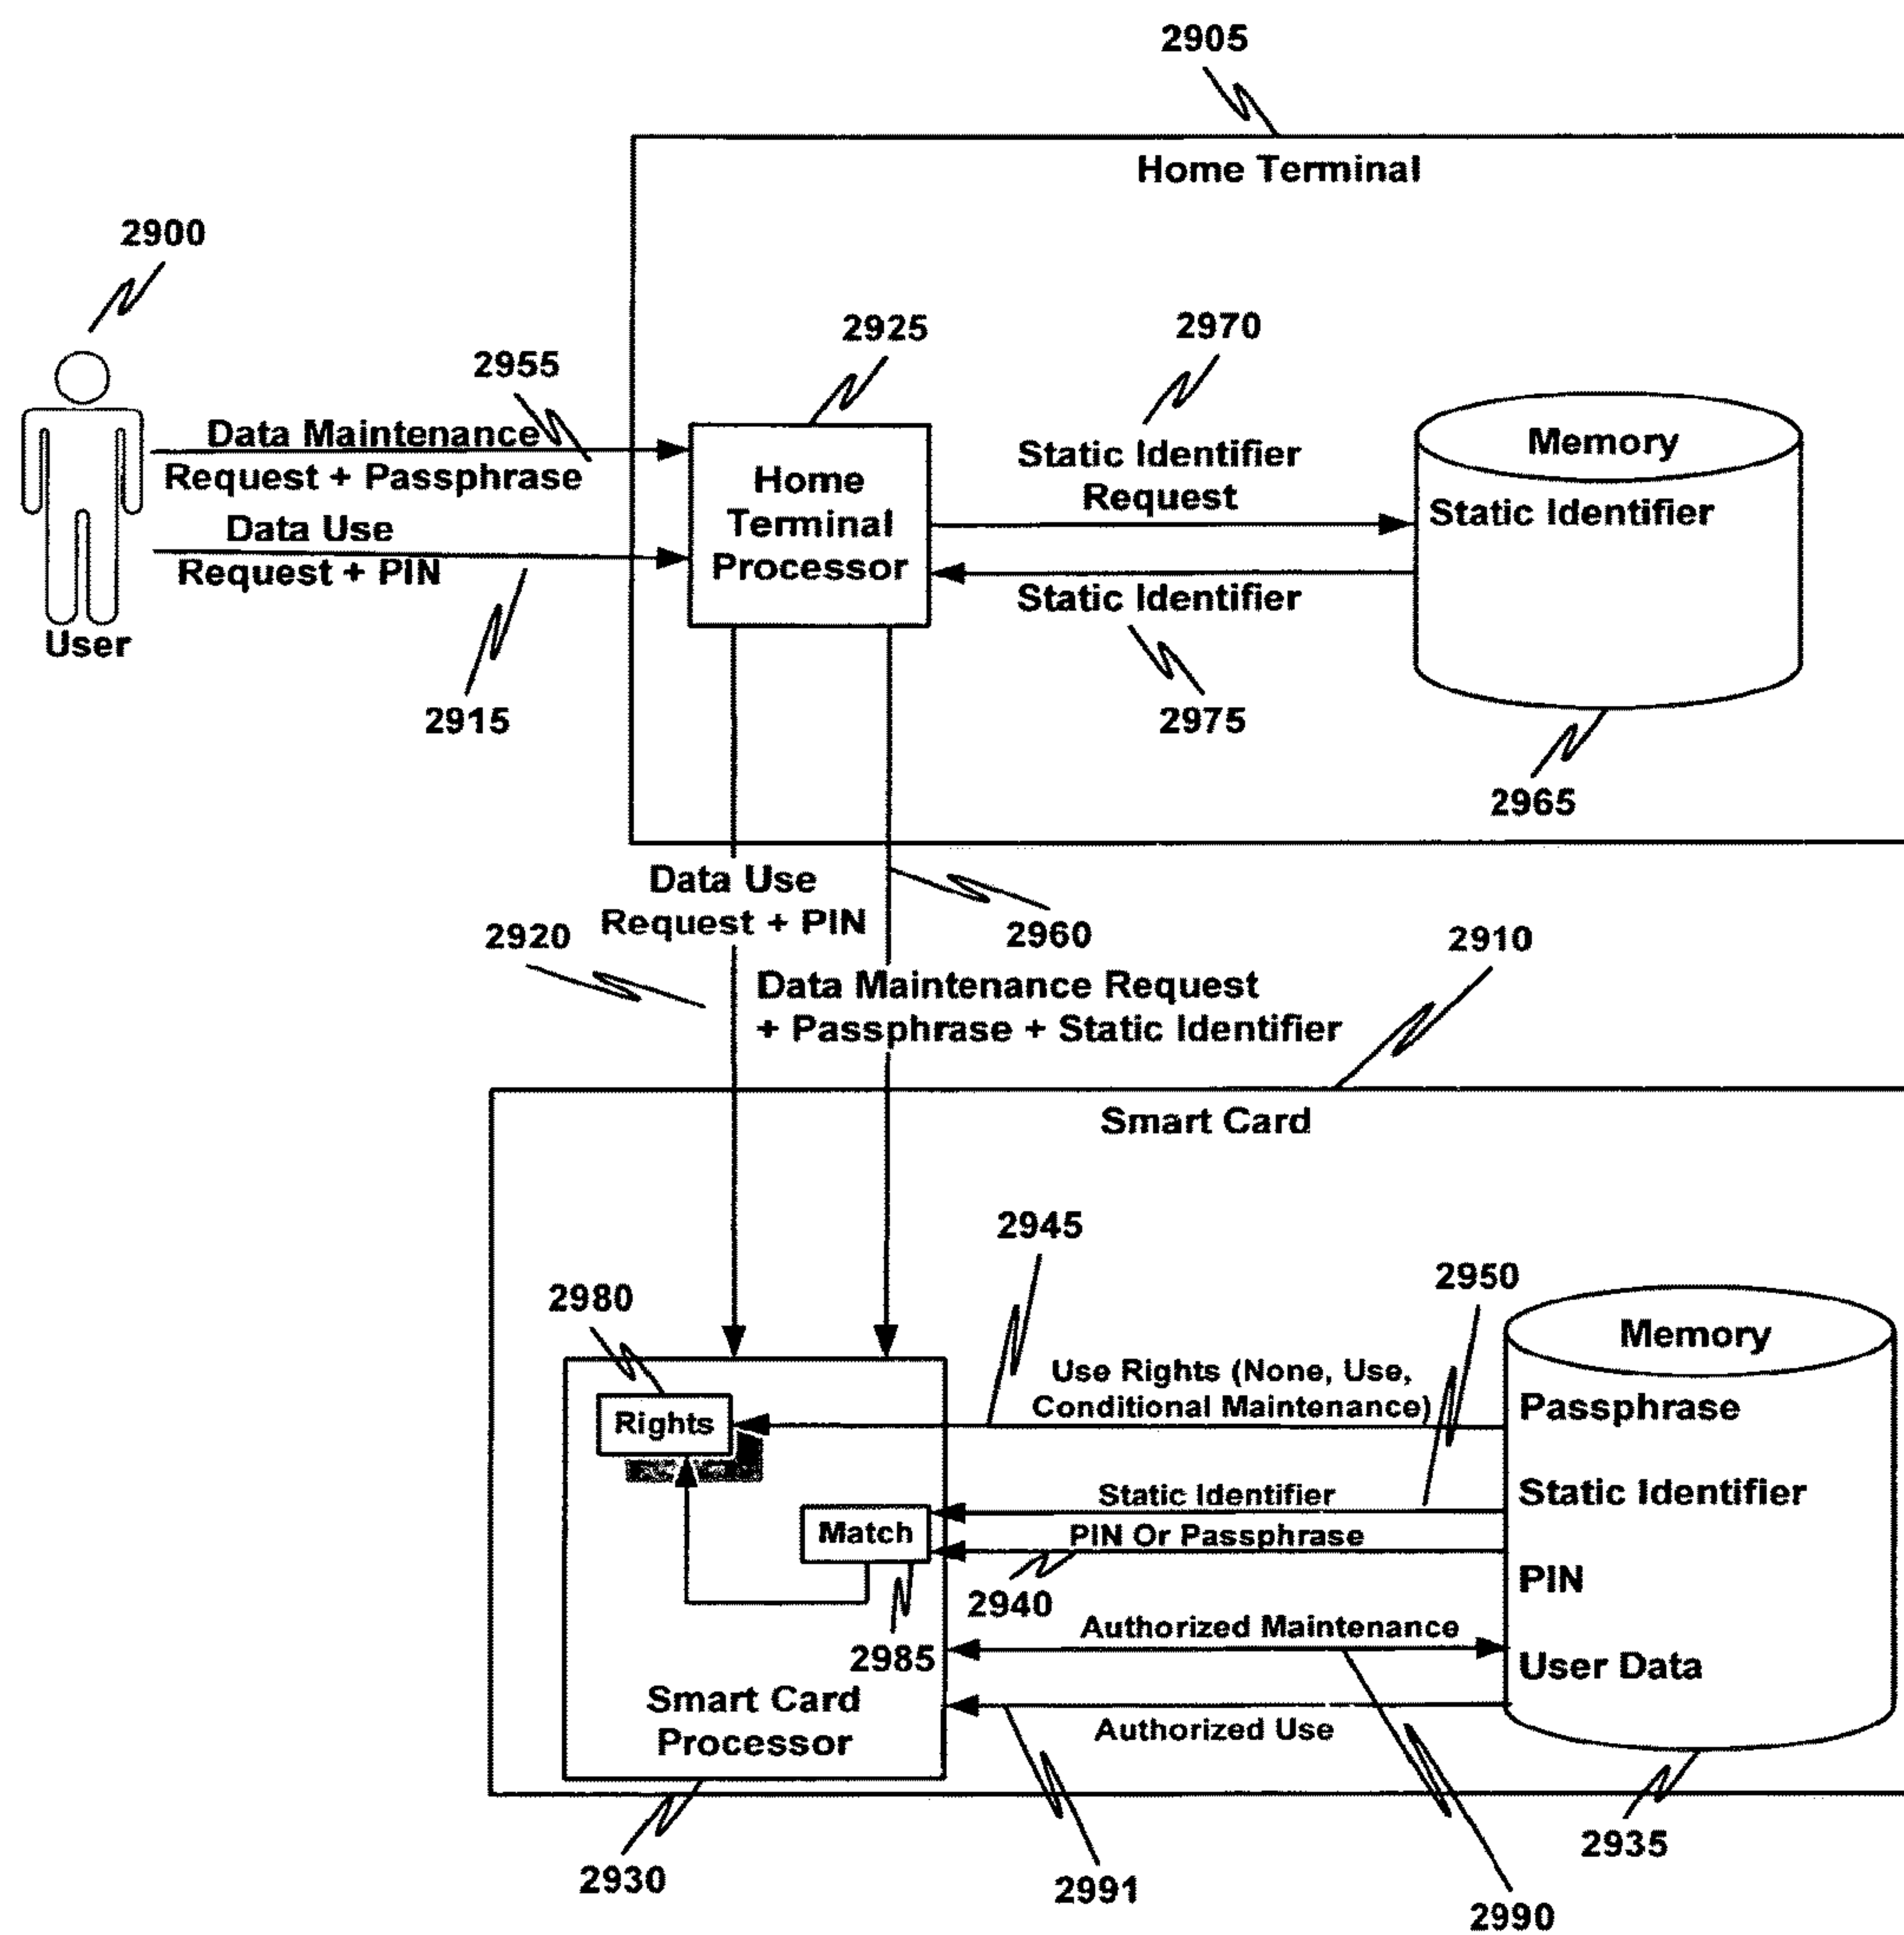 2905
Home Terminal
2900
2925
2970
2955
Data Maintenance
Request + Passphrase
Static Identifier
Request
Memory
Home
Terminal
Processor
Static Identifier
Data Use
Request + PIN
Static Identifier
User
2915
2975
2965
Data Use
Request + PIN
2920
2960
2910
Data Maintenance Request
+ Passphrase + Static Identifier
Smart Card
2945
2950
2980
Memory
Use Rights (None, Use,
Conditional Maintenance)
Rights
Passphrase
Static Identifier
Static Identifier
Match
PIN Or Passphrase
PIN
2940
Authorized Maintenance
2985
User Data
Smart Card
Processor
Authorized Use
2930
2991
2990
2935